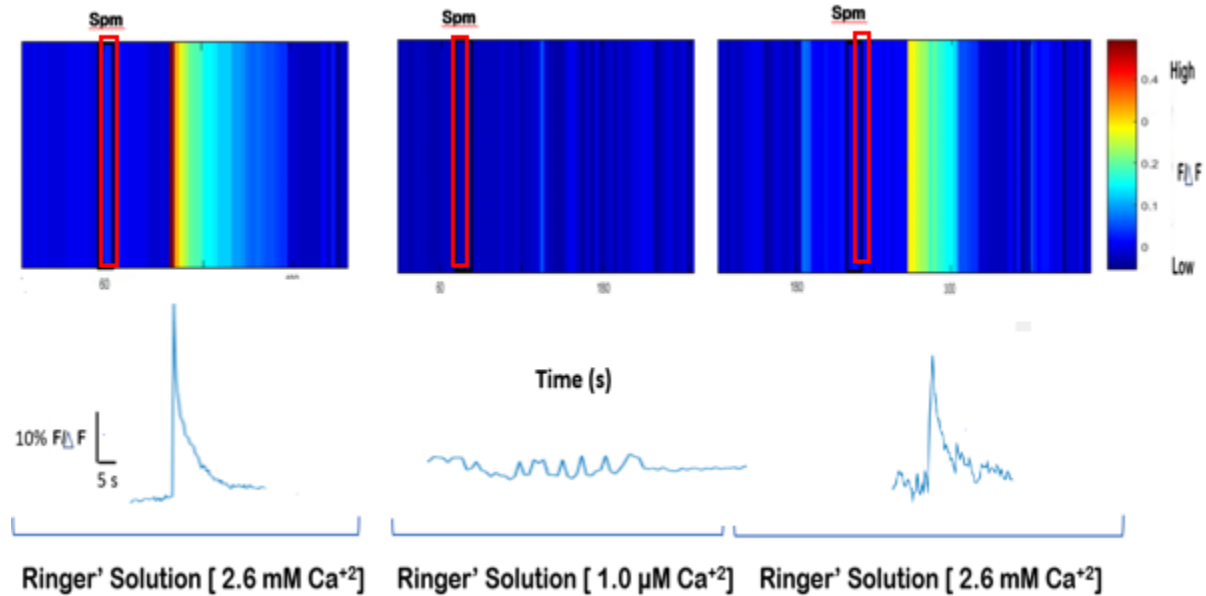 Spm
Spm
Spm
High
0.4
0
0.2
F/△F
0.1
0
Low
60
60
180
180
300
Time (s)
10% F/△ F
5 s
Ringer’ Solution [ 2.6 mM Ca⁺²]
Ringer’ Solution [ 1.0 µM Ca⁺²]
Ringer’ Solution [ 2.6 mM Ca⁺²]